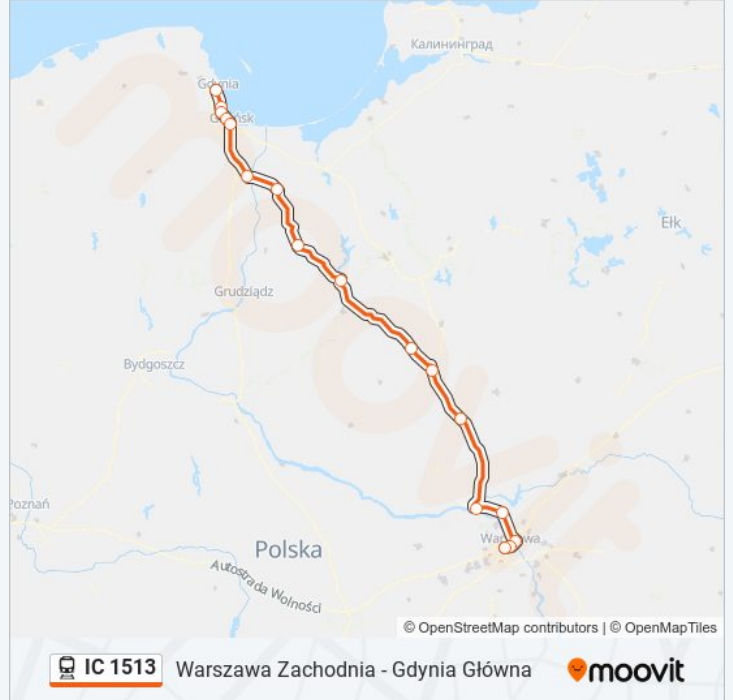 Калининград
Gdynia
Gdańsk
Ełk
Grudziądz
Bydgoszcz
Poznań
Warszawa
Polska
Autostrada Wolności
© OpenStreetMap contributors | © OpenMapTiles
IC 1513 Warszawa Zachodnia - Gdynia Główna moovit